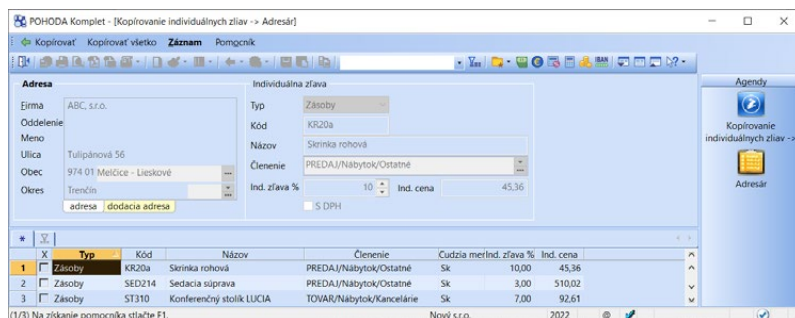 POHODA Komplet - [Kopírovanie individuálnych zliav -> Adresár]
Kopírovať Kopírovať všetko Záznam Pomocník
IBAN
Adresa
Firma ABC, s.r.o.
Oddelenie
Meno
Ulica Tulipánová 56
Obec 974 01 Melčice - Lieskové
Okres Trenčín
adresa dodacia adresa
Individuálna zľava
Typ Zásoby
Kód KR20a
Názov Skrinka rohová
Členenie PREDAJ/Nábytok/Ostatné
Ind. zľava % 10 Ind. cena 45,36
S DPH
Agendy
Kopírovanie
individuálnych zliav ->
Adresár
X Typ Kód Názov Členenie Cudzia mer Ind. zľava % Ind. cena
1 Zásoby KR20a Skrinka rohová PREDAJ/Nábytok/Ostatné Sk 10,00 45,36
2 Zásoby SED214 Sedacia súprava PREDAJ/Nábytok/Ostatné Sk 3,00 510,02
3 Zásoby ST310 Konferenčný stolík LUCIA TOVAR/Nábytok/Kancelárie Sk 7,00 92,61
(1/3) Na získanie pomocníka stlačte F1. Nový s.r.o. 2022 @